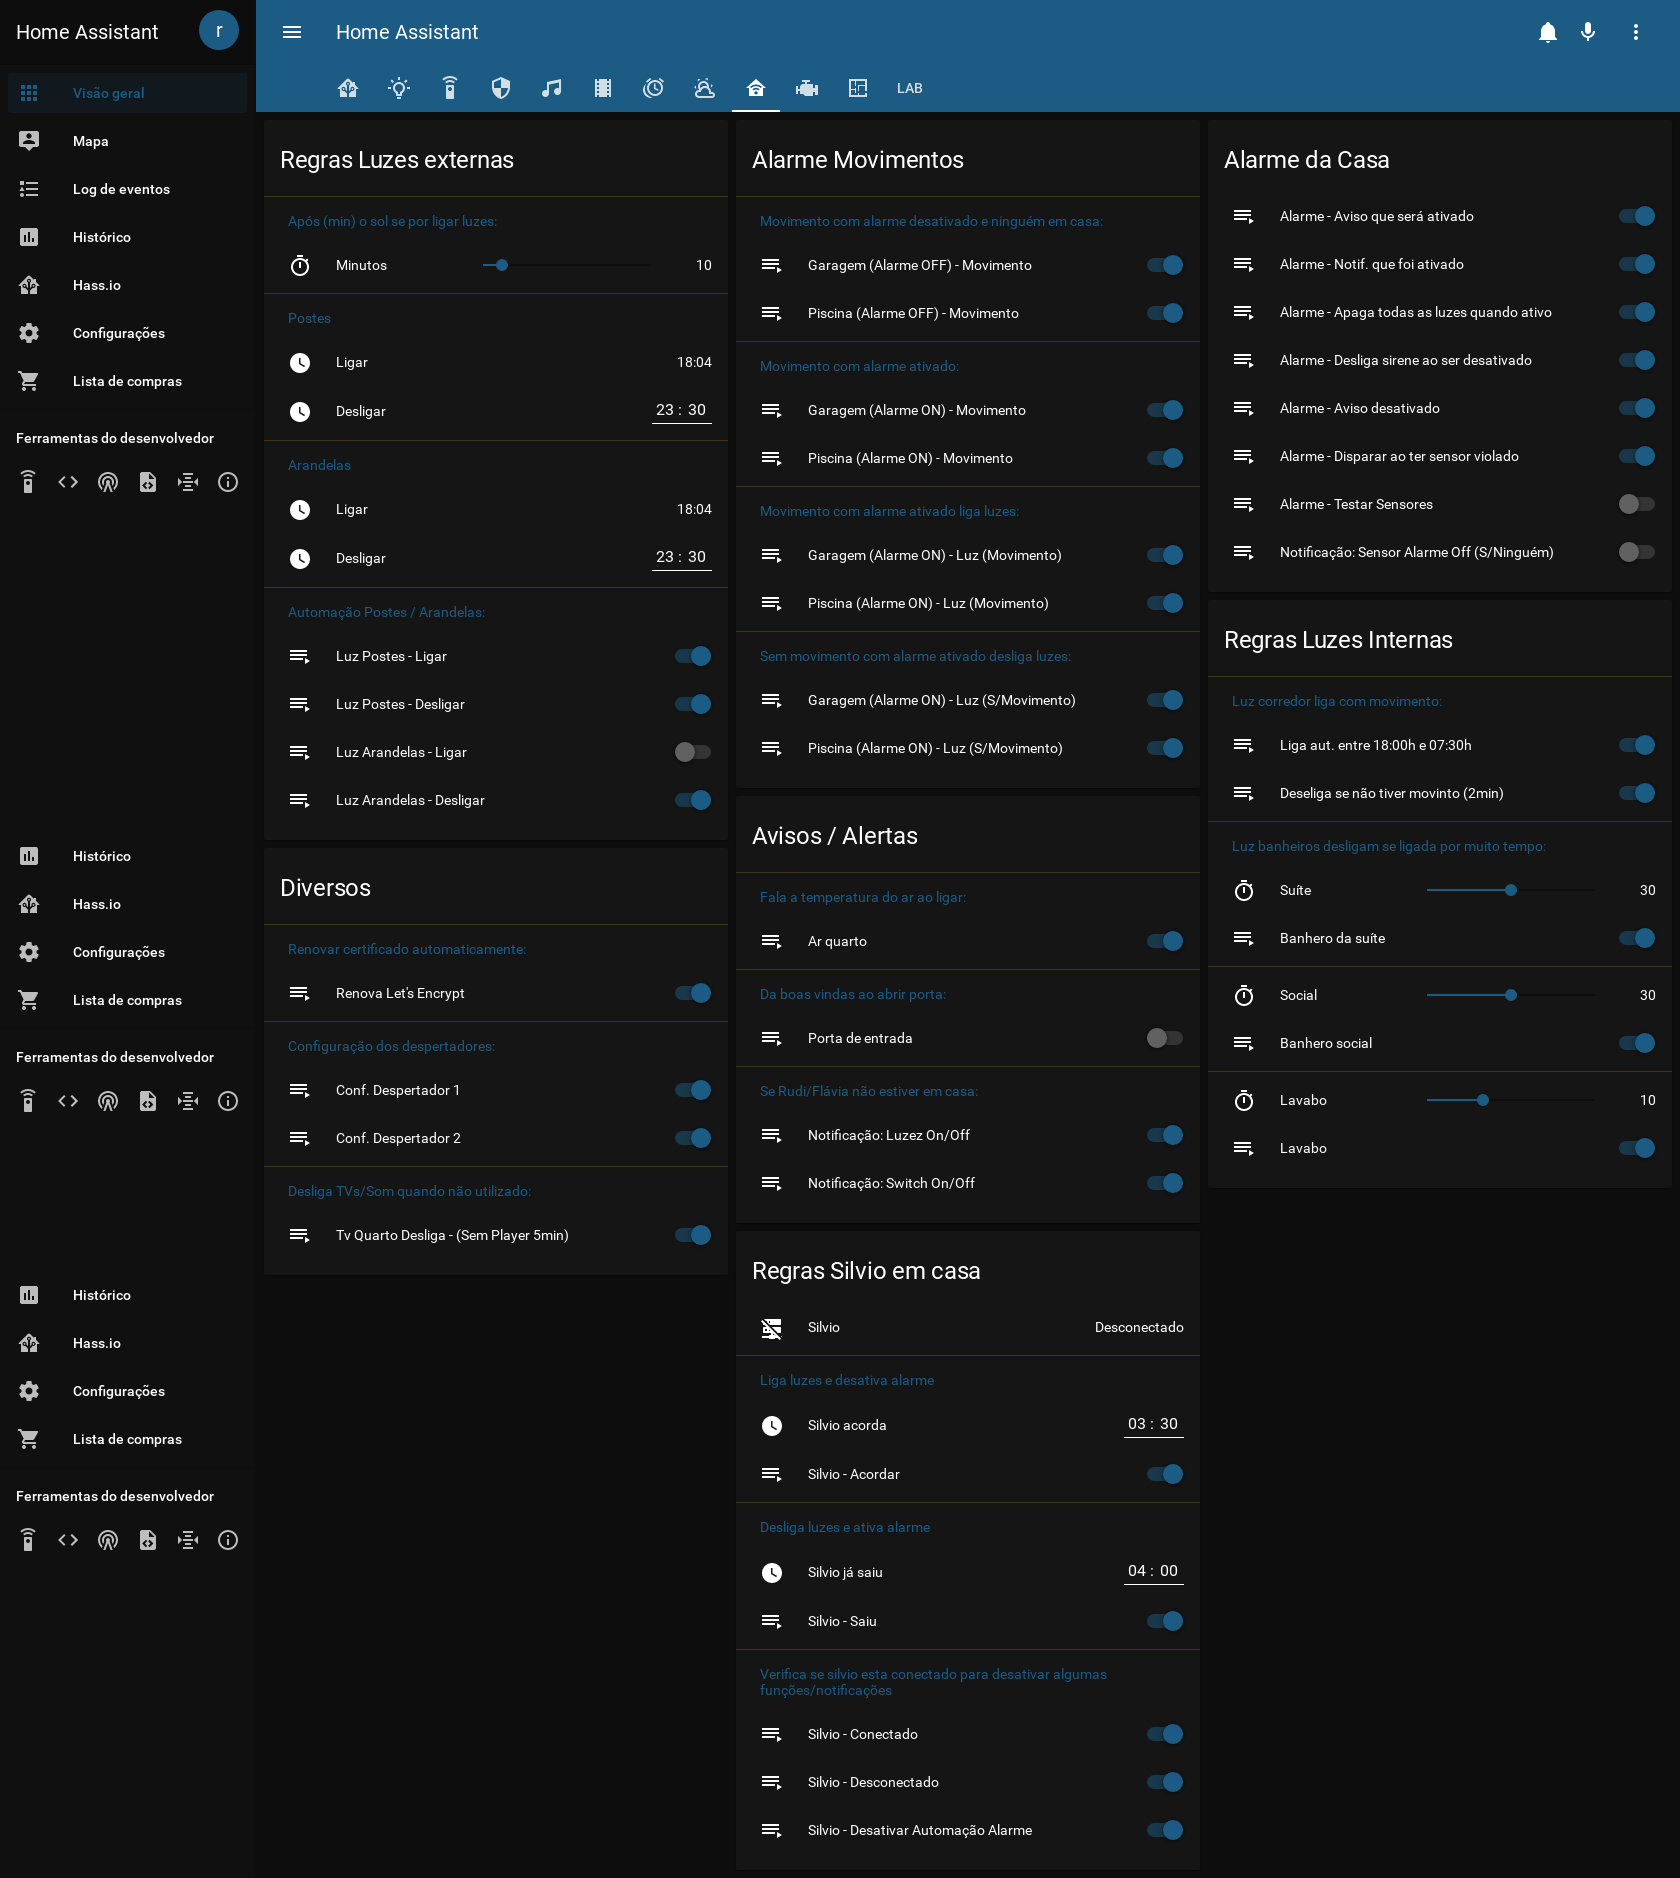 Home Assistant
r
Visão geral
Mapa
Log de eventos
Histórico
Hass.io
Configurações
Lista de compras
Ferramentas do desenvolvedor
Histórico
Hass.io
Configurações
Lista de compras
Ferramentas do desenvolvedor
Histórico
Hass.io
Configurações
Lista de compras
Ferramentas do desenvolvedor
Home Assistant
LAB
Regras Luzes externas
Após (min) o sol se por ligar luzes:
Minutos 10
Postes
Ligar 18:04
Desligar 23 : 30
Arandelas
Ligar 18:04
Desligar 23 : 30
Automação Postes / Arandelas:
Luz Postes - Ligar
Luz Postes - Desligar
Luz Arandelas - Ligar
Luz Arandelas - Desligar
Diversos
Renovar certificado automaticamente:
Renova Let's Encrypt
Configuração dos despertadores:
Conf. Despertador 1
Conf. Despertador 2
Desliga TVs/Som quando não utilizado:
Tv Quarto Desliga - (Sem Player 5min)
Alarme Movimentos
Movimento com alarme desativado e ninguém em casa:
Garagem (Alarme OFF) - Movimento
Piscina (Alarme OFF) - Movimento
Movimento com alarme ativado:
Garagem (Alarme ON) - Movimento
Piscina (Alarme ON) - Movimento
Movimento com alarme ativado liga luzes:
Garagem (Alarme ON) - Luz (Movimento)
Piscina (Alarme ON) - Luz (Movimento)
Sem movimento com alarme ativado desliga luzes:
Garagem (Alarme ON) - Luz (S/Movimento)
Piscina (Alarme ON) - Luz (S/Movimento)
Avisos / Alertas
Fala a temperatura do ar ao ligar:
Ar quarto
Da boas vindas ao abrir porta:
Porta de entrada
Se Rudi/Flávia não estiver em casa:
Notificação: Luzez On/Off
Notificação: Switch On/Off
Regras Silvio em casa
Silvio Desconectado
Liga luzes e desativa alarme
Silvio acorda 03 : 30
Silvio - Acordar
Desliga luzes e ativa alarme
Silvio já saiu 04 : 00
Silvio - Saiu
Verifica se silvio esta conectado para desativar algumas
funções/notificações
Silvio - Conectado
Silvio - Desconectado
Silvio - Desativar Automação Alarme
Alarme da Casa
Alarme - Aviso que será ativado
Alarme - Notif. que foi ativado
Alarme - Apaga todas as luzes quando ativo
Alarme - Desliga sirene ao ser desativado
Alarme - Aviso desativado
Alarme - Disparar ao ter sensor violado
Alarme - Testar Sensores
Notificação: Sensor Alarme Off (S/Ninguém)
Regras Luzes Internas
Luz corredor liga com movimento:
Liga aut. entre 18:00h e 07:30h
Deseliga se não tiver movinto (2min)
Luz banheiros desligam se ligada por muito tempo:
Suíte 30
Banhero da suíte
Social 30
Banhero social
Lavabo 10
Lavabo